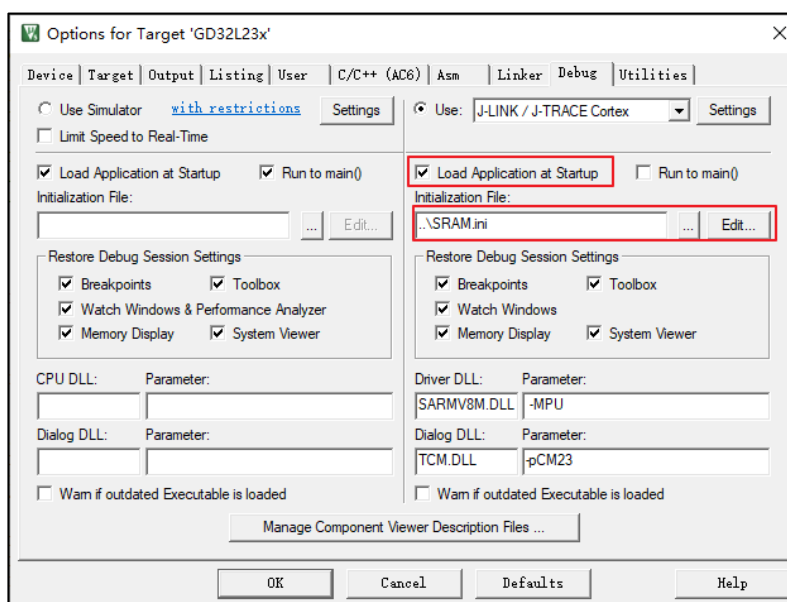 Options for Target 'GD32L23x'
Device Target Output Listing User C/C++ (AC6) Asm Linker Debug Utilities
Use Simulator with restrictions Settings
Limit Speed to Real-Time
Load Application at Startup Run to main()
Initialization File:
... Edit...
Restore Debug Session Settings
Breakpoints Toolbox
Watch Windows & Performance Analyzer
Memory Display System Viewer
CPU DLL: Parameter:
Dialog DLL: Parameter:
Warn if outdated Executable is loaded
Use: J-LINK / J-TRACE Cortex Settings
Load Application at Startup Run to main()
Initialization File:
..\SRAM.ini ... Edit...
Restore Debug Session Settings
Breakpoints Toolbox
Watch Windows
Memory Display System Viewer
Driver DLL: Parameter:
SARMV8M.DLL -MPU
Dialog DLL: Parameter:
TCM.DLL -pCM23
Warn if outdated Executable is loaded
Manage Component Viewer Description Files ...
OK Cancel Defaults Help